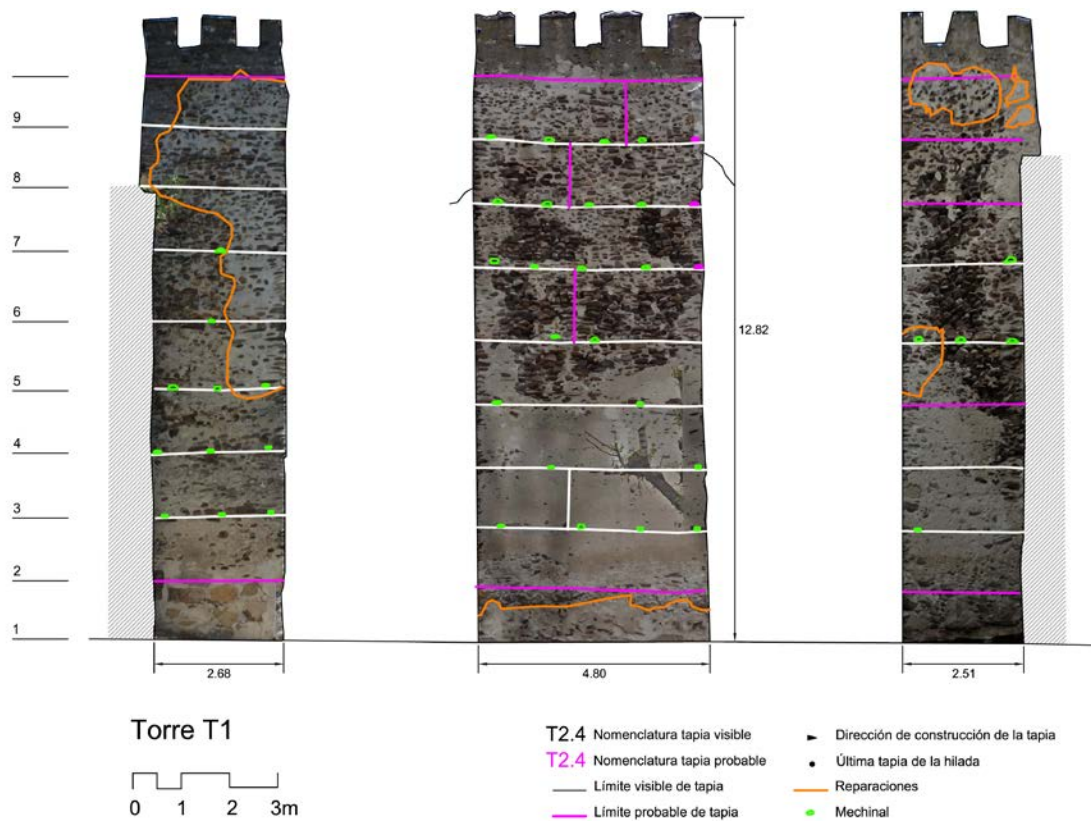 9
8
7
6
5
4
3
2
1
12.82
2.68
4.80
2.51
Torre T1
0 1 2 3m
T2.4 Nomenclatura tapia visible
T2.4 Nomenclatura tapia probable
Límite visible de tapia
Límite probable de tapia
Dirección de construcción de la tapia
Última tapia de la hilada
Reparaciones
Mechinal